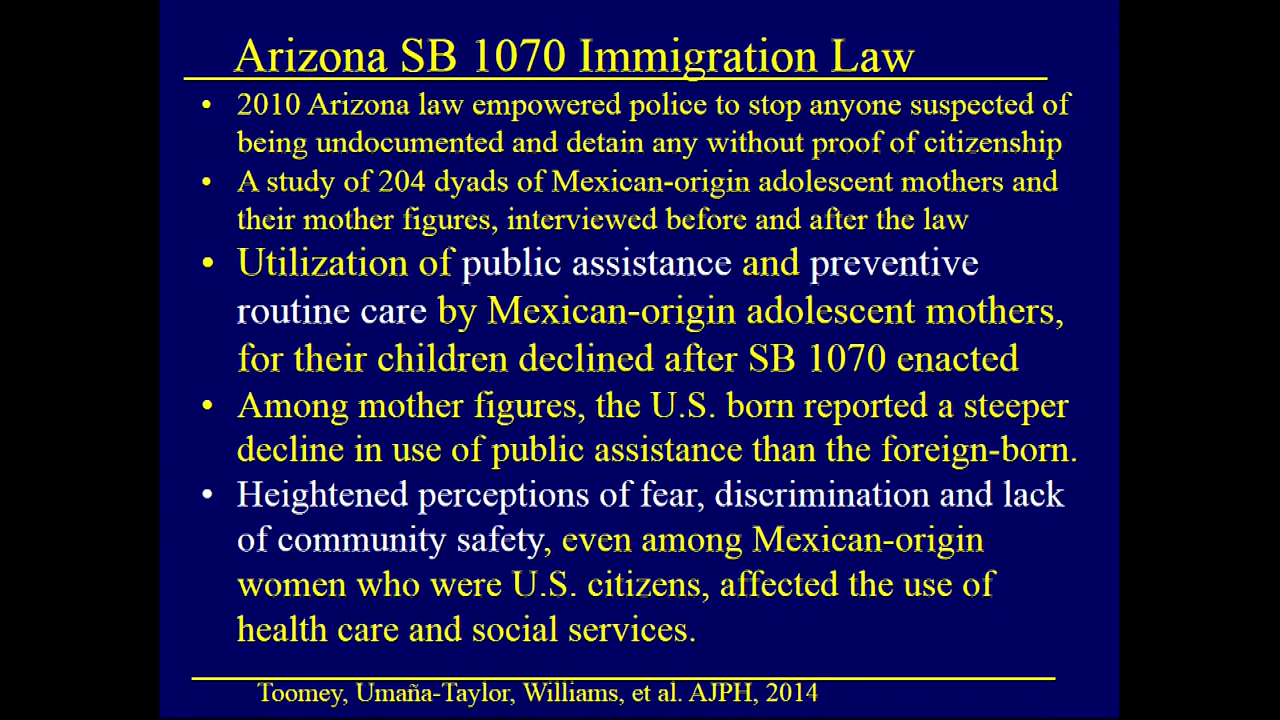 Arizona SB 1070 Immigration Law
• 2010 Arizona law empowered police to stop anyone suspected of
being undocumented and detain any without proof of citizenship
• A study of 204 dyads of Mexican-origin adolescent mothers and
their mother figures, interviewed before and after the law
• Utilization of public assistance and preventive
routine care by Mexican-origin adolescent mothers,
for their children declined after SB 1070 enacted
• Among mother figures, the U.S. born reported a steeper
decline in use of public assistance than the foreign-born.
• Heightened perceptions of fear, discrimination and lack
of community safety, even among Mexican-origin
women who were U.S. citizens, affected the use of
health care and social services.
Toomey, Umaña-Taylor, Williams, et al. AJPH, 2014